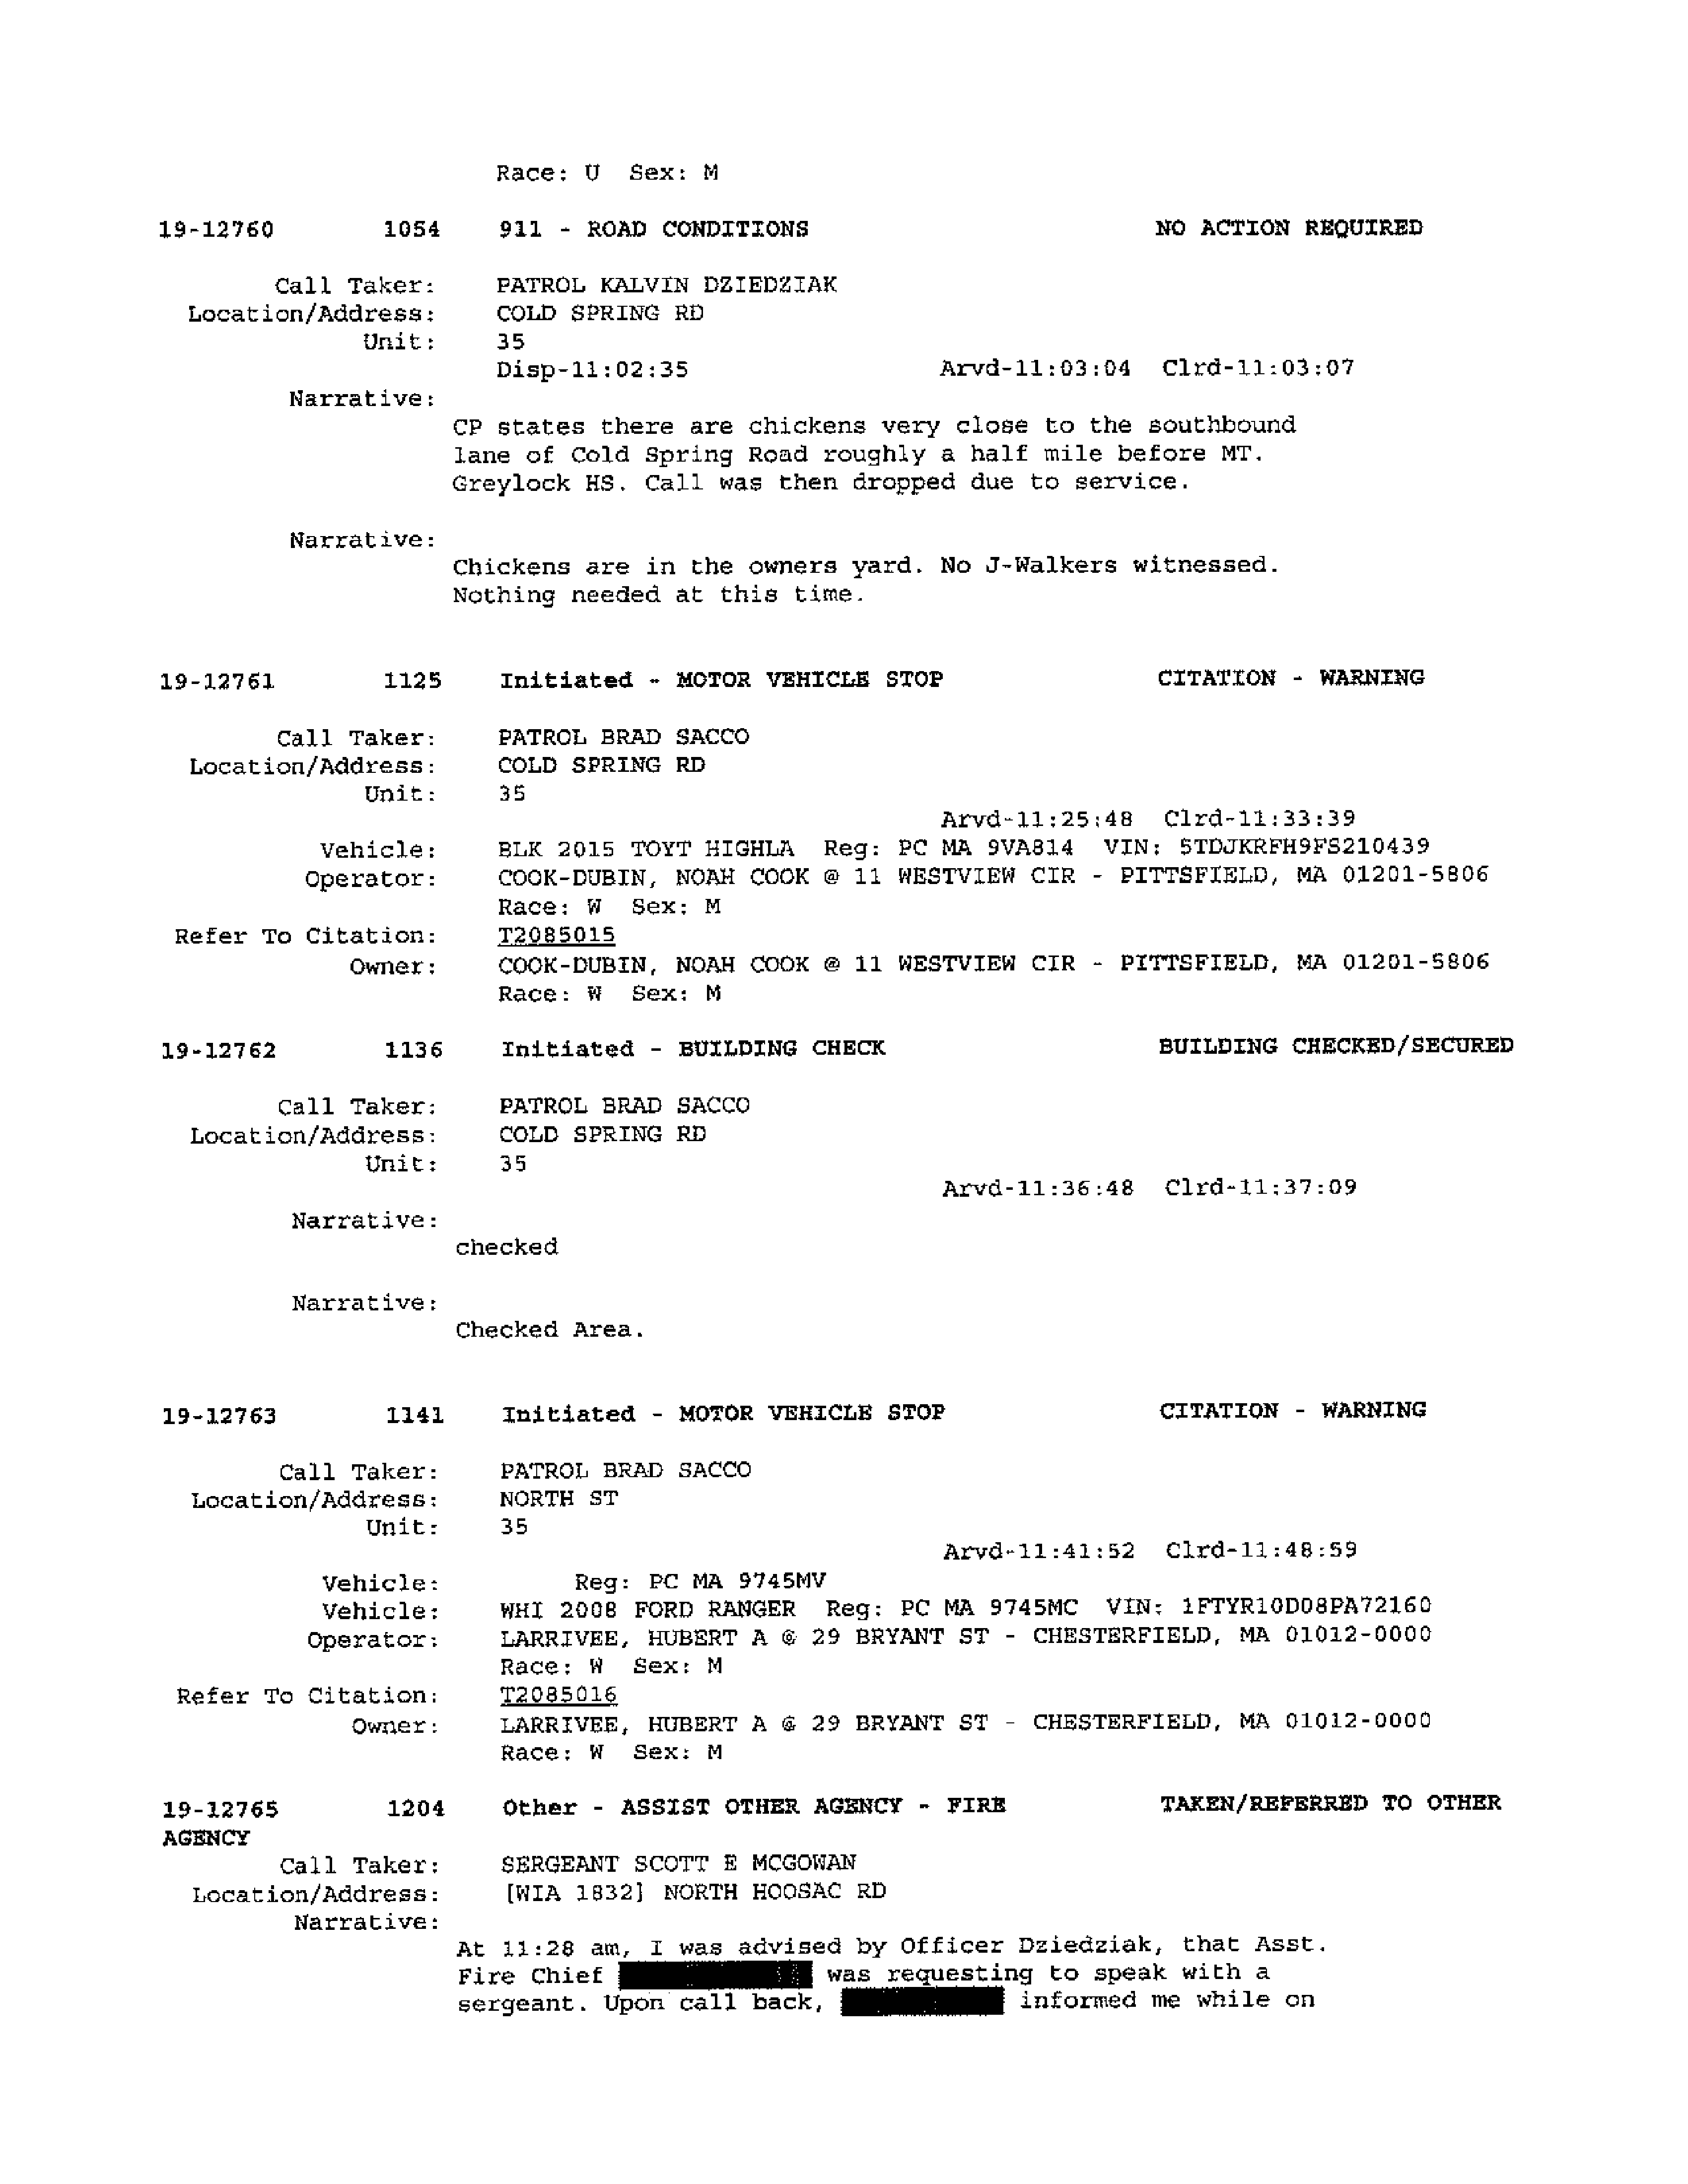 Race: U Sex: M
19-12760 1054 911 - ROAD CONDITIONS NO ACTION REQUIRED
Call Taker: PATROL KALVIN DZIEDZIAK
Location/Address: COLD SPRING RD
Unit: 35
Disp-11:02:35 Arvd-11:03:04 Clrd-11:03:07
Narrative:
CP states there are chickens very close to the southbound
lane of Cold Spring Road roughly a half mile before MT.
Greylock HS. Call was then dropped due to service.
Narrative:
Chickens are in the owners yard. No J-Walkers witnessed.
Nothing needed at this time.
19-12761 1125 Initiated - MOTOR VEHICLE STOP CITATION - WARNING
Call Taker: PATROL BRAD SACCO
Location/Address: COLD SPRING RD
Unit: 35
Arvd-11:25:48 Clrd-11:33:39
Vehicle: BLK 2015 TOYT HIGHLA Reg: PC MA 9VA814 VIN: 5TDJKRFH9FS210439
Operator: COOK-DUBIN, NOAH COOK @ 11 WESTVIEW CIR - PITTSFIELD, MA 01201-5806
Race: W Sex: M
Refer To Citation: T2085015
Owner: COOK-DUBIN, NOAH COOK @ 11 WESTVIEW CIR - PITTSFIELD, MA 01201-5806
Race: W Sex: M
19-12762 1136 Initiated - BUILDING CHECK BUILDING CHECKED/SECURED
Call Taker: PATROL BRAD SACCO
Location/Address: COLD SPRING RD
Unit: 35
Arvd-11:36:48 Clrd-11:37:09
Narrative:
checked
Narrative:
Checked Area.
19-12763 1141 Initiated - MOTOR VEHICLE STOP CITATION - WARNING
Call Taker: PATROL BRAD SACCO
Location/Address: NORTH ST
Unit: 35
Arvd-11:41:52 Clrd-11:48:59
Vehicle: Reg: PC MA 9745MV
Vehicle: WHI 2008 FORD RANGER Reg: PC MA 9745MC VIN: 1FTYR10D08PA72160
Operator: LARRIVEE, HUBERT A @ 29 BRYANT ST - CHESTERFIELD, MA 01012-0000
Race: W Sex: M
Refer To Citation: T2085016
Owner: LARRIVEE, HUBERT A @ 29 BRYANT ST - CHESTERFIELD, MA 01012-0000
Race: W Sex: M
19-12765 1204 Other - ASSIST OTHER AGENCY - FIRE TAKEN/REFERRED TO OTHER
AGENCY
Call Taker: SERGEANT SCOTT E MCGOWAN
Location/Address: [WIA 1832] NORTH HOOSAC RD
Narrative:
At 11:28 am, I was advised by Officer Dziedziak, that Asst.
Fire Chief was requesting to speak with a
sergeant. Upon call back, informed me while on